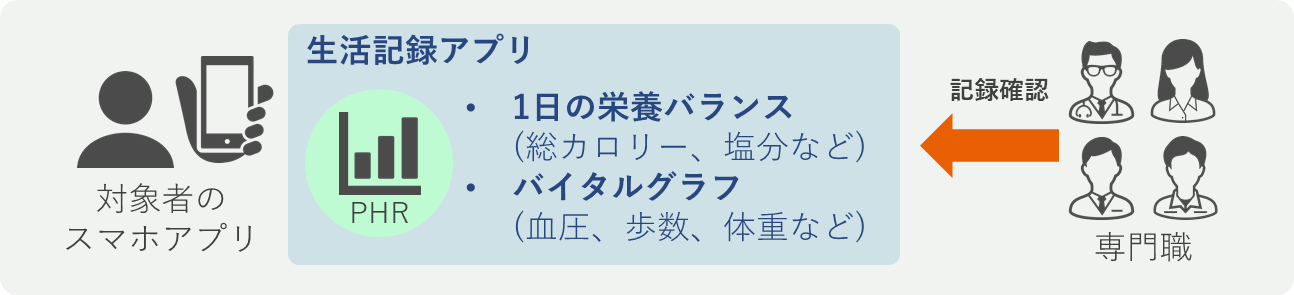 対象者の
スマホアプリ
生活記録アプリ
PHR
• 1日の栄養バランス
(総カロリー、塩分など)
• バイタルグラフ
(血圧、歩数、体重など)
記録確認
専門職